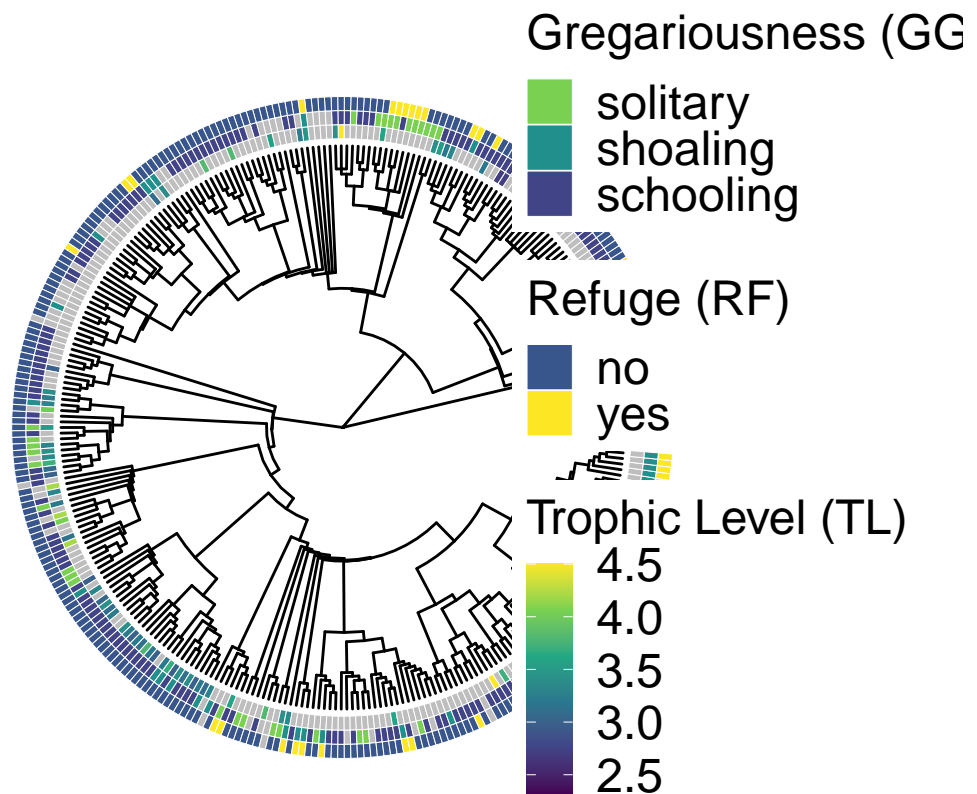 Gregariousness (GG
solitary
shoaling
schooling
Refuge (RF)
no
yes
Trophic Level (TL)
4.5
4.0
3.5
3.0
2.5